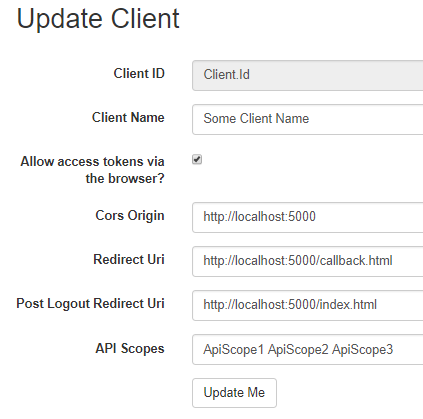 Update Client
Client ID
Client.Id
Client Name
Some Client Name
Allow access tokens via
the browser?
Cors Origin
http://localhost:5000
Redirect Uri
http://localhost:5000/callback.html
Post Logout Redirect Uri
http://localhost:5000/index.html
API Scopes
ApiScope1 ApiScope2 ApiScope3
Update Me